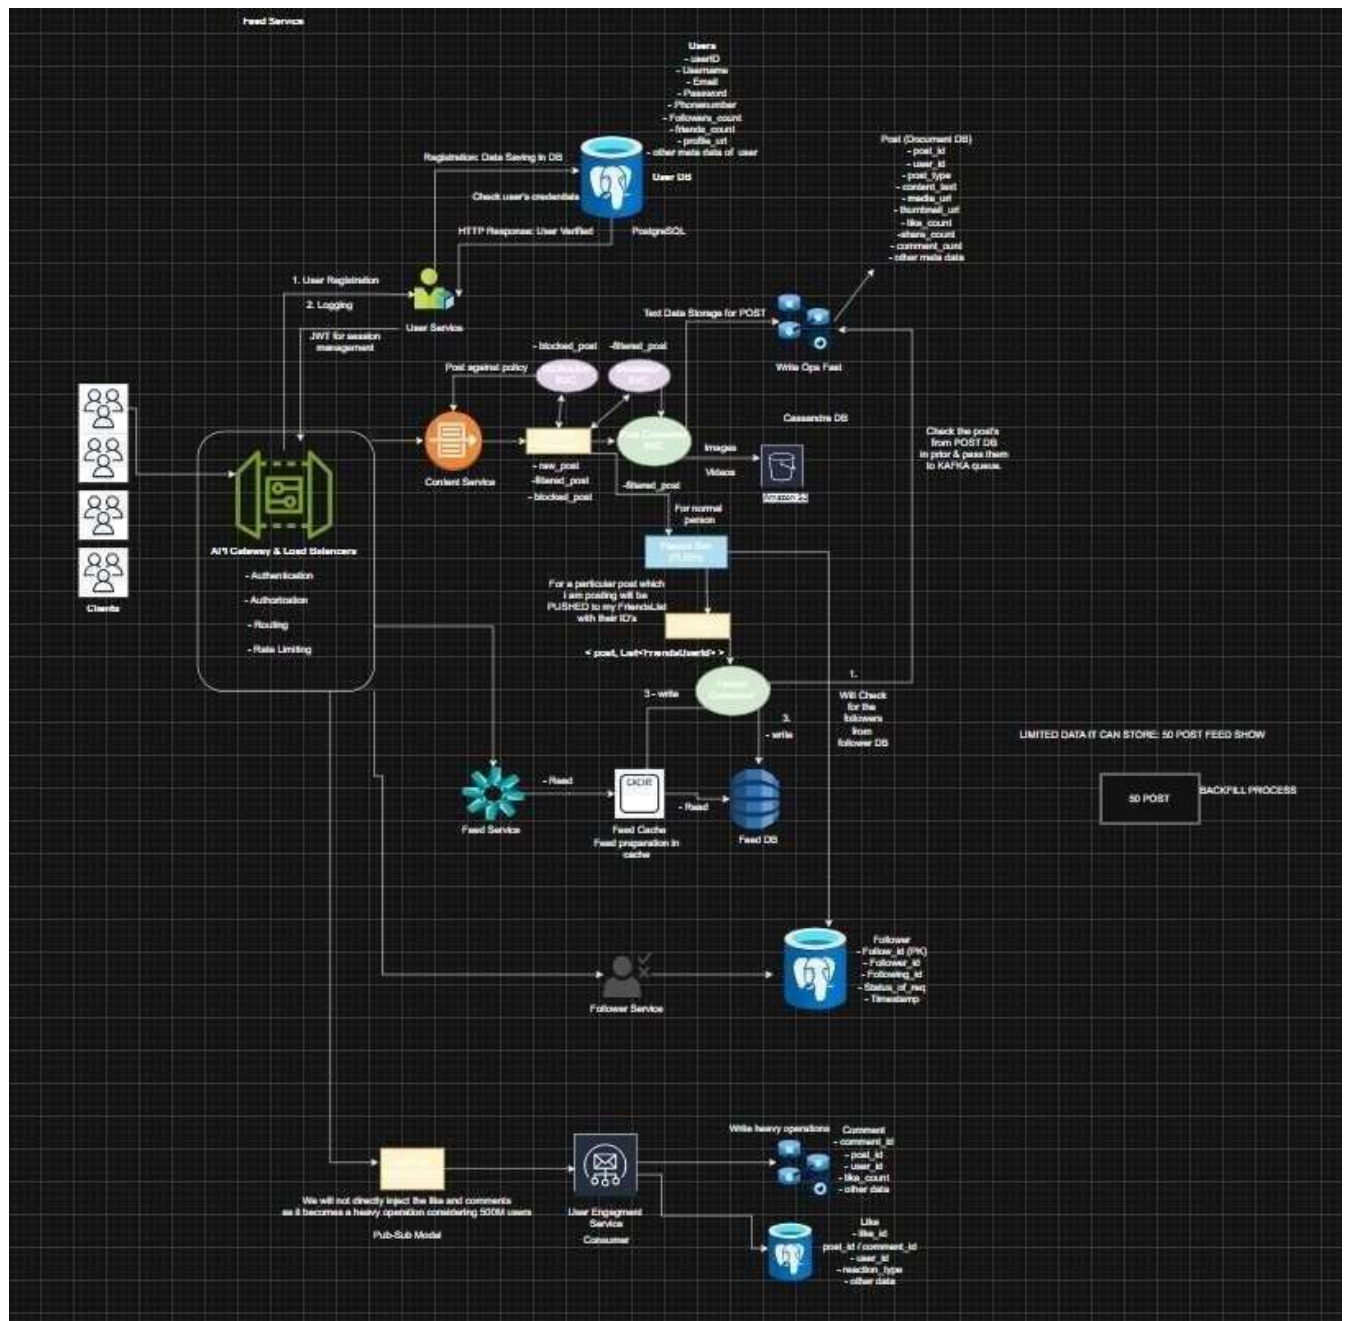 Feed Service
Users
- userID
- Username
- Email
- Password
- Phonenumber
- Followers_count
- friends_count
- profile_url
- other meta data of user
User DB
Registration: Data Saving in DB
Check user's credentials
HTTP Response: User Verified
PostgreSQL
Post (Document DB)
- post_id
- user_id
- post_type
- content_text
- media_url
- thumbnail_url
- like_count
-share_count
- comment_ount
- other meta data
1. User Registration
2. Logging
User Service
JWT for session
management
Text Data Storage for POST
Write Ops Fast
- blocked_post
-filtered_post
Post against policy
Cassandra DB
Check the post's
from POST DB
in prior & pass them
to KAFKA queue.
Content Service
- raw_post
-filtered_post
- blocked_post
-filtered_post
Images
Videos
Amazon S3
For normal
person
(PUSH)
API Gateway & Load Balancers
- Authentication
- Authorization
- Routing
- Rate Limiting
Clients
For a particular post which
I am posting will be
PUSHED to my FriendsList
with their ID's
< post, List<FriendsUserId> >
3 - write
3.
- write
1.
Will Check
for the
followers
from
follower DB
LIMITED DATA IT CAN STORE: 50 POST FEED SHOW
50 POST
BACKFILL PROCESS
- Read
CACHE
- Read
Feed Service
Feed Cache
Feed preparation in
cache
Feed DB
Follower
- Follow_id (PK)
- Follower_id
- Following_id
- Status_of_req
- Timestamp
Follower Service
Write heavy operations
Comment
- comment_id
- post_id
- user_id
- like_count
- other data
We will not directly inject the like and comments
as it becomes a heavy operation considering 500M users
Pub-Sub Model
User Engagment
Service
Consumer
Like
- like_id
post_id / comment_id
- user_id
- reaction_type
- other data